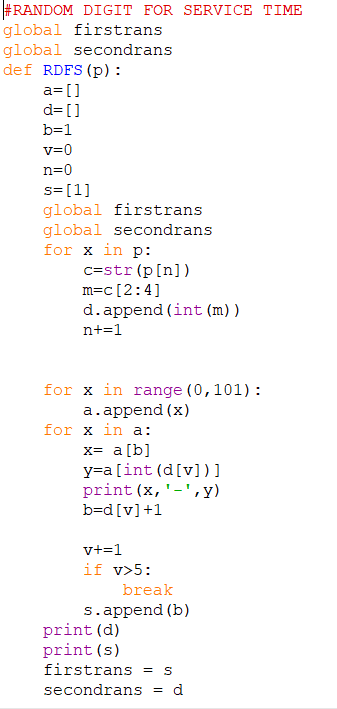 #RANDOM DIGIT FOR SERVICE TIME
global firstrans
global secondrans
def RDFS(p):
    a=[]
    d=[]
    b=1
    v=0
    n=0
    s=[1]
    global firstrans
    global secondrans
    for x in p:
        c=str(p[n])
        m=c[2:4]
        d.append(int(m))
        n+=1
    for x in range(0,101):
        a.append(x)
    for x in a:
        x= a[b]
        y=a[int(d[v])]
        print(x,'-',y)
        b=d[v]+1
        v+=1
        if v>5:
            break
        s.append(b)
    print(d)
    print(s)
    firstrans = s
    secondrans = d